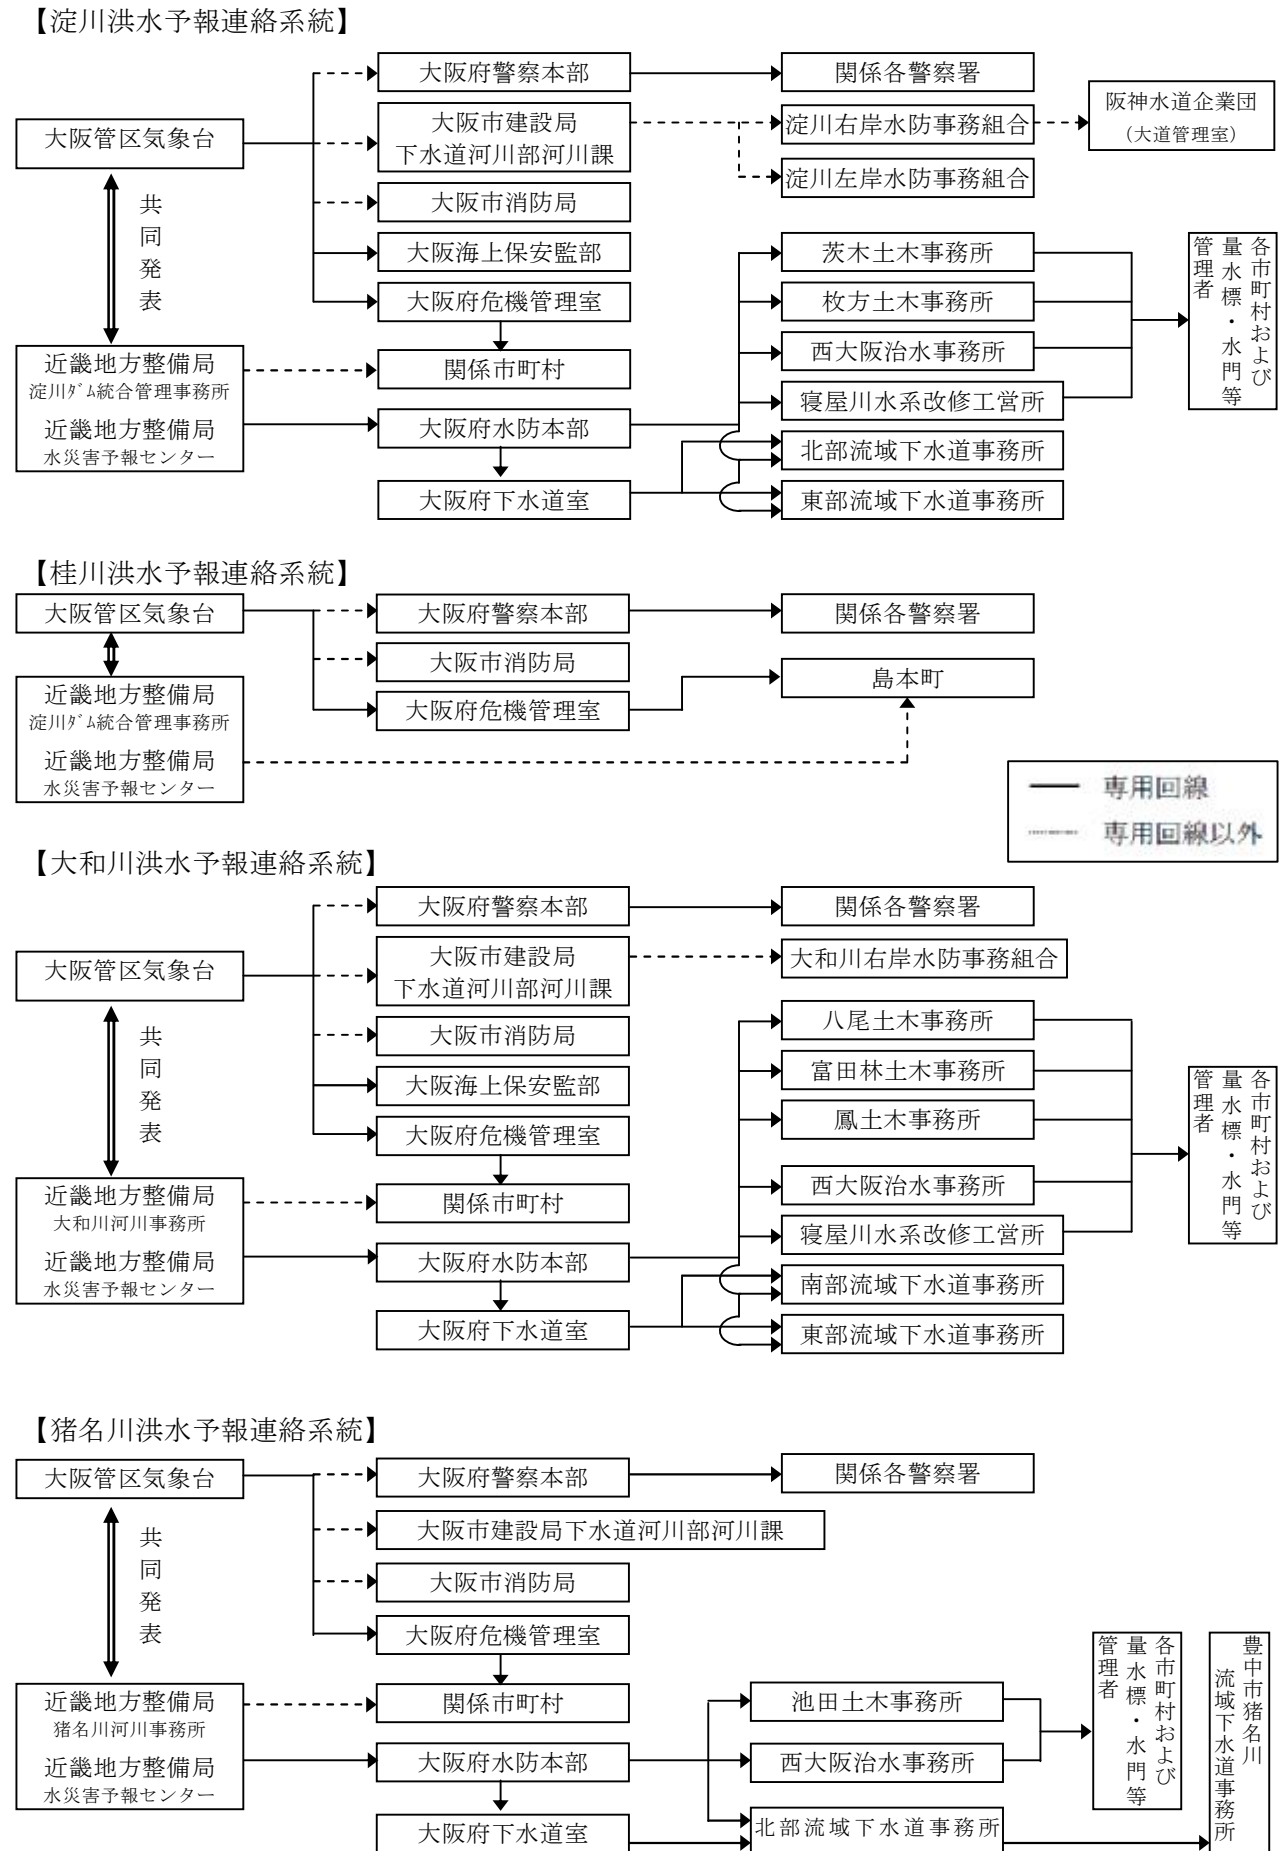 【淀川洪水予報連絡系統】
大阪管区気象台
共同発表
近畿地方整備局
淀川ﾀﾞﾑ統合管理事務所
近畿地方整備局
水災害予報センター
大阪府警察本部
大阪市建設局
下水道河川部河川課
大阪市消防局
大阪海上保安監部
大阪府危機管理室
関係市町村
大阪府水防本部
大阪府下水道室
関係各警察署
淀川右岸水防事務組合
淀川左岸水防事務組合
阪神水道企業団
(大道管理室)
茨木土木事務所
枚方土木事務所
西大阪治水事務所
寝屋川水系改修工営所
北部流域下水道事務所
東部流域下水道事務所
各市町村および
量水標・水門等
管理者
【桂川洪水予報連絡系統】
大阪管区気象台
近畿地方整備局
淀川ﾀﾞﾑ統合管理事務所
近畿地方整備局
水災害予報センター
大阪府警察本部
大阪市消防局
大阪府危機管理室
関係各警察署
島本町
専用回線
専用回線以外
【大和川洪水予報連絡系統】
大阪管区気象台
共同発表
近畿地方整備局
大和川河川事務所
近畿地方整備局
水災害予報センター
大阪府警察本部
大阪市建設局
下水道河川部河川課
大阪市消防局
大阪海上保安監部
大阪府危機管理室
関係市町村
大阪府水防本部
大阪府下水道室
関係各警察署
大和川右岸水防事務組合
八尾土木事務所
富田林土木事務所
鳳土木事務所
西大阪治水事務所
寝屋川水系改修工営所
南部流域下水道事務所
東部流域下水道事務所
各市町村および
量水標・水門等
管理者
【猪名川洪水予報連絡系統】
大阪管区気象台
共同発表
近畿地方整備局
猪名川河川事務所
近畿地方整備局
水災害予報センター
大阪府警察本部
大阪市建設局下水道河川部河川課
大阪市消防局
大阪府危機管理室
関係市町村
大阪府水防本部
大阪府下水道室
関係各警察署
池田土木事務所
西大阪治水事務所
北部流域下水道事務所
各市町村および
量水標・水門等
管理者
豊中市猪名川
流域下水道事務所